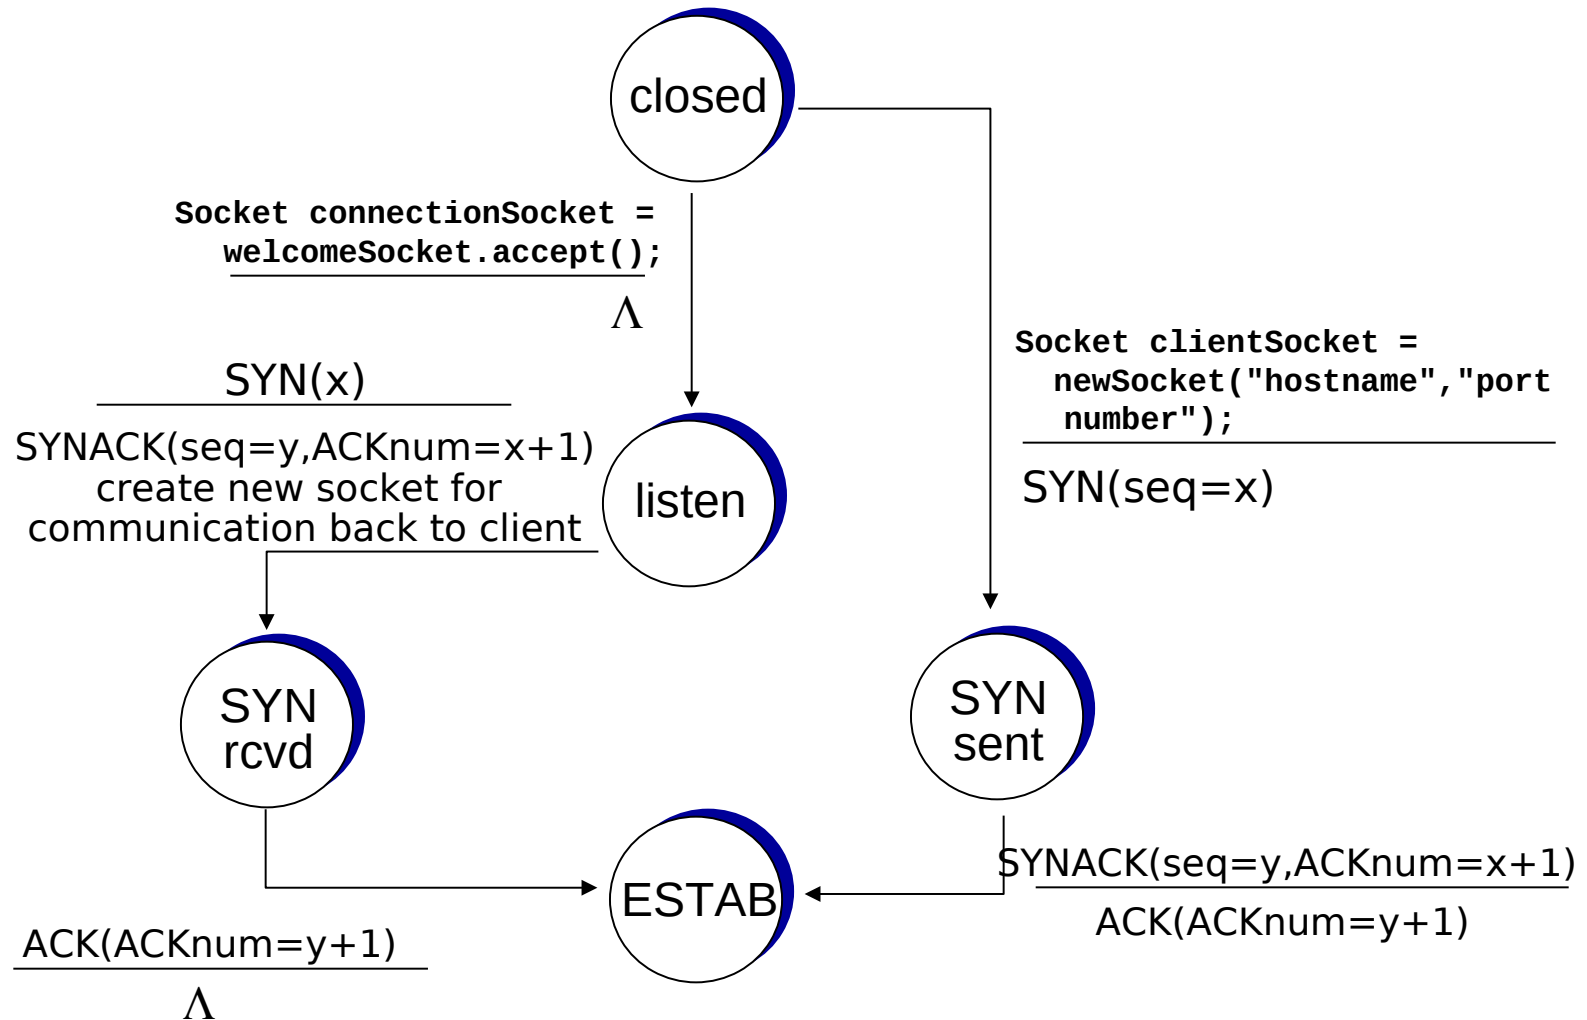 closed
Socket connectionSocket =
welcomeSocket.accept();
Λ
Socket clientSocket =
newSocket("hostname","port
number");
SYN(seq=x)
SYN(x)
SYNACK(seq=y,ACKnum=x+1)
create new socket for
communication back to client
listen
SYN
rcvd
SYN
sent
ESTAB
SYNACK(seq=y,ACKnum=x+1)
ACK(ACKnum=y+1)
ACK(ACKnum=y+1)
Λ